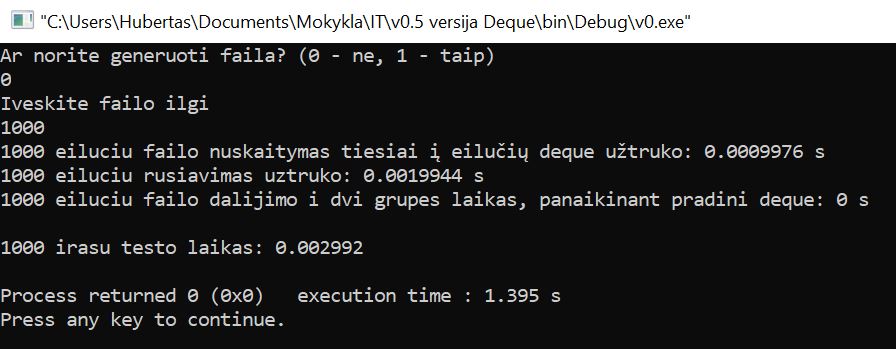 "C:\Users\Hubertas\Documents\Mokykla\IT\v0.5 versija Deque\bin\Debug\v0.exe"
Ar norite generuoti faila? (0 - ne, 1 - taip)
0
Iveskite failo ilgi
1000
1000 eiluciu failo nuskaitymas tiesiai į eilučių deque užtruko: 0.0009976 s
1000 eiluciu rusiavimas uztruko: 0.0019944 s
1000 eiluciu failo dalijimo i dvi grupes laikas, panaikinant pradini deque: 0 s
1000 irasu testo laikas: 0.002992
Process returned 0 (0x0)   execution time : 1.395 s
Press any key to continue.